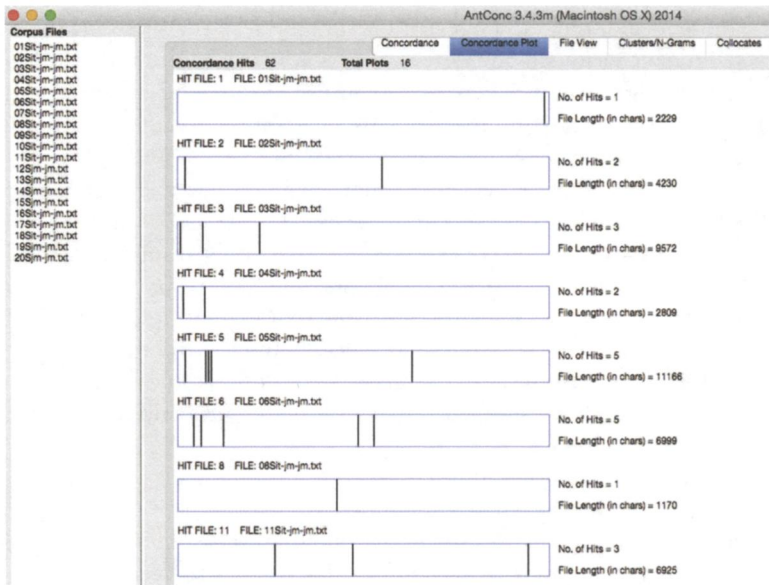 AntConc 3.4.3m (Macintosh OS X) 2014
Corpus Files
01Sit-jm-jm.txt
02Sit-jm-jm.txt
03Sit-jm-jm.txt
04Sit-jm-jm.txt
05Sit-jm-jm.txt
06Sit-jm-jm.txt
07Sit-jm-jm.txt
08Sit-jm-jm.txt
09Sit-jm-jm.txt
10Sit-jm-jm.txt
11Sit-jm-jm.txt
12Sjm-jm.txt
13Sjm-jm.txt
14Sjm-jm.txt
15Sjm-jm.txt
16Sit-jm-jm.txt
17Sit-jm-jm.txt
18Sit-jm-jm.txt
19Sjm-jm.txt
20Sjm-jm.txt
Concordance Concordance Plot File View Clusters/N-Grams Collocates
Concordance Hits 62 Total Plots 16
HIT FILE: 1 FILE: 01Sit-jm-jm.txt
No. of Hits = 1
File Length (in chars) = 2229
HIT FILE: 2 FILE: 02Sit-jm-jm.txt
No. of Hits = 2
File Length (in chars) = 4230
HIT FILE: 3 FILE: 03Sit-jm-jm.txt
No. of Hits = 3
File Length (in chars) = 9572
HIT FILE: 4 FILE: 04Sit-jm-jm.txt
No. of Hits = 2
File Length (in chars) = 2809
HIT FILE: 5 FILE: 05Sit-jm-jm.txt
No. of Hits = 5
File Length (in chars) = 11166
HIT FILE: 6 FILE: 06Sit-jm-jm.txt
No. of Hits = 5
File Length (in chars) = 6999
HIT FILE: 8 FILE: 08Sit-jm-jm.txt
No. of Hits = 1
File Length (in chars) = 1170
HIT FILE: 11 FILE: 11Sit-jm-jm.txt
No. of Hits = 3
File Length (in chars) = 6925